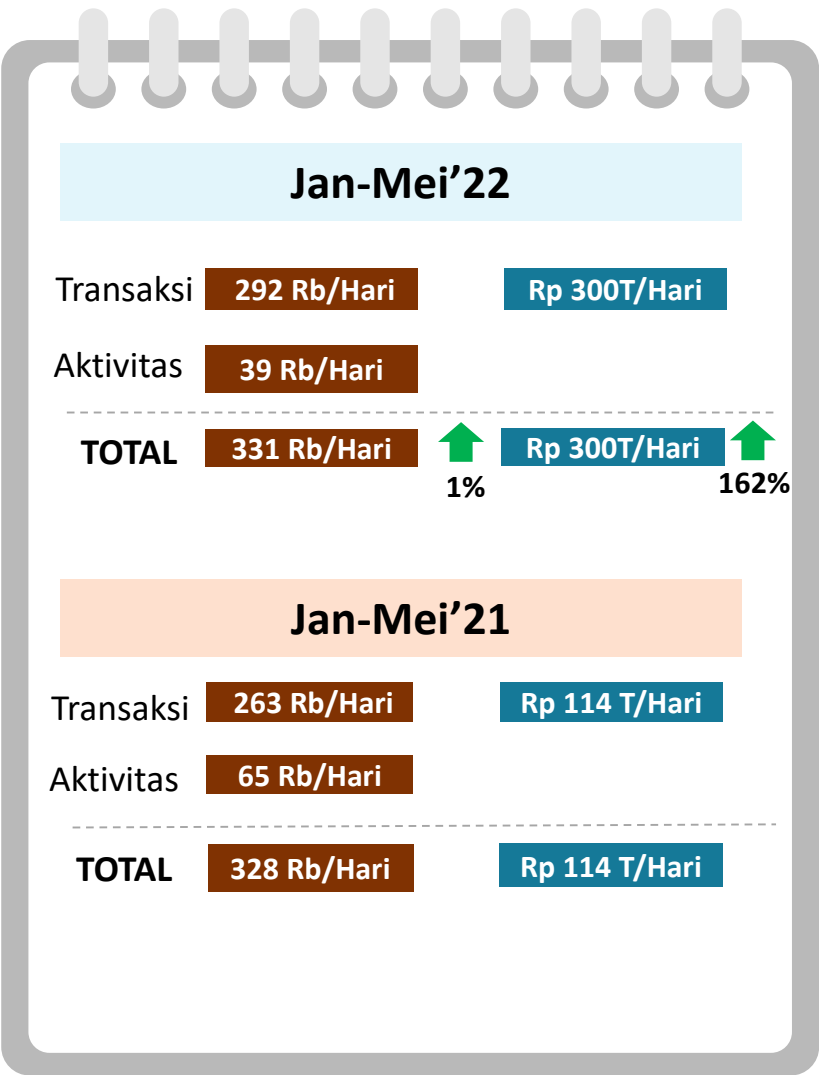 Jan-Mei’22
Transaksi 292 Rb/Hari Rp 300T/Hari
Aktivitas 39 Rb/Hari
TOTAL 331 Rb/Hari Rp 300T/Hari
1% 162%
Jan-Mei’21
Transaksi 263 Rb/Hari Rp 114 T/Hari
Aktivitas 65 Rb/Hari
TOTAL 328 Rb/Hari Rp 114 T/Hari